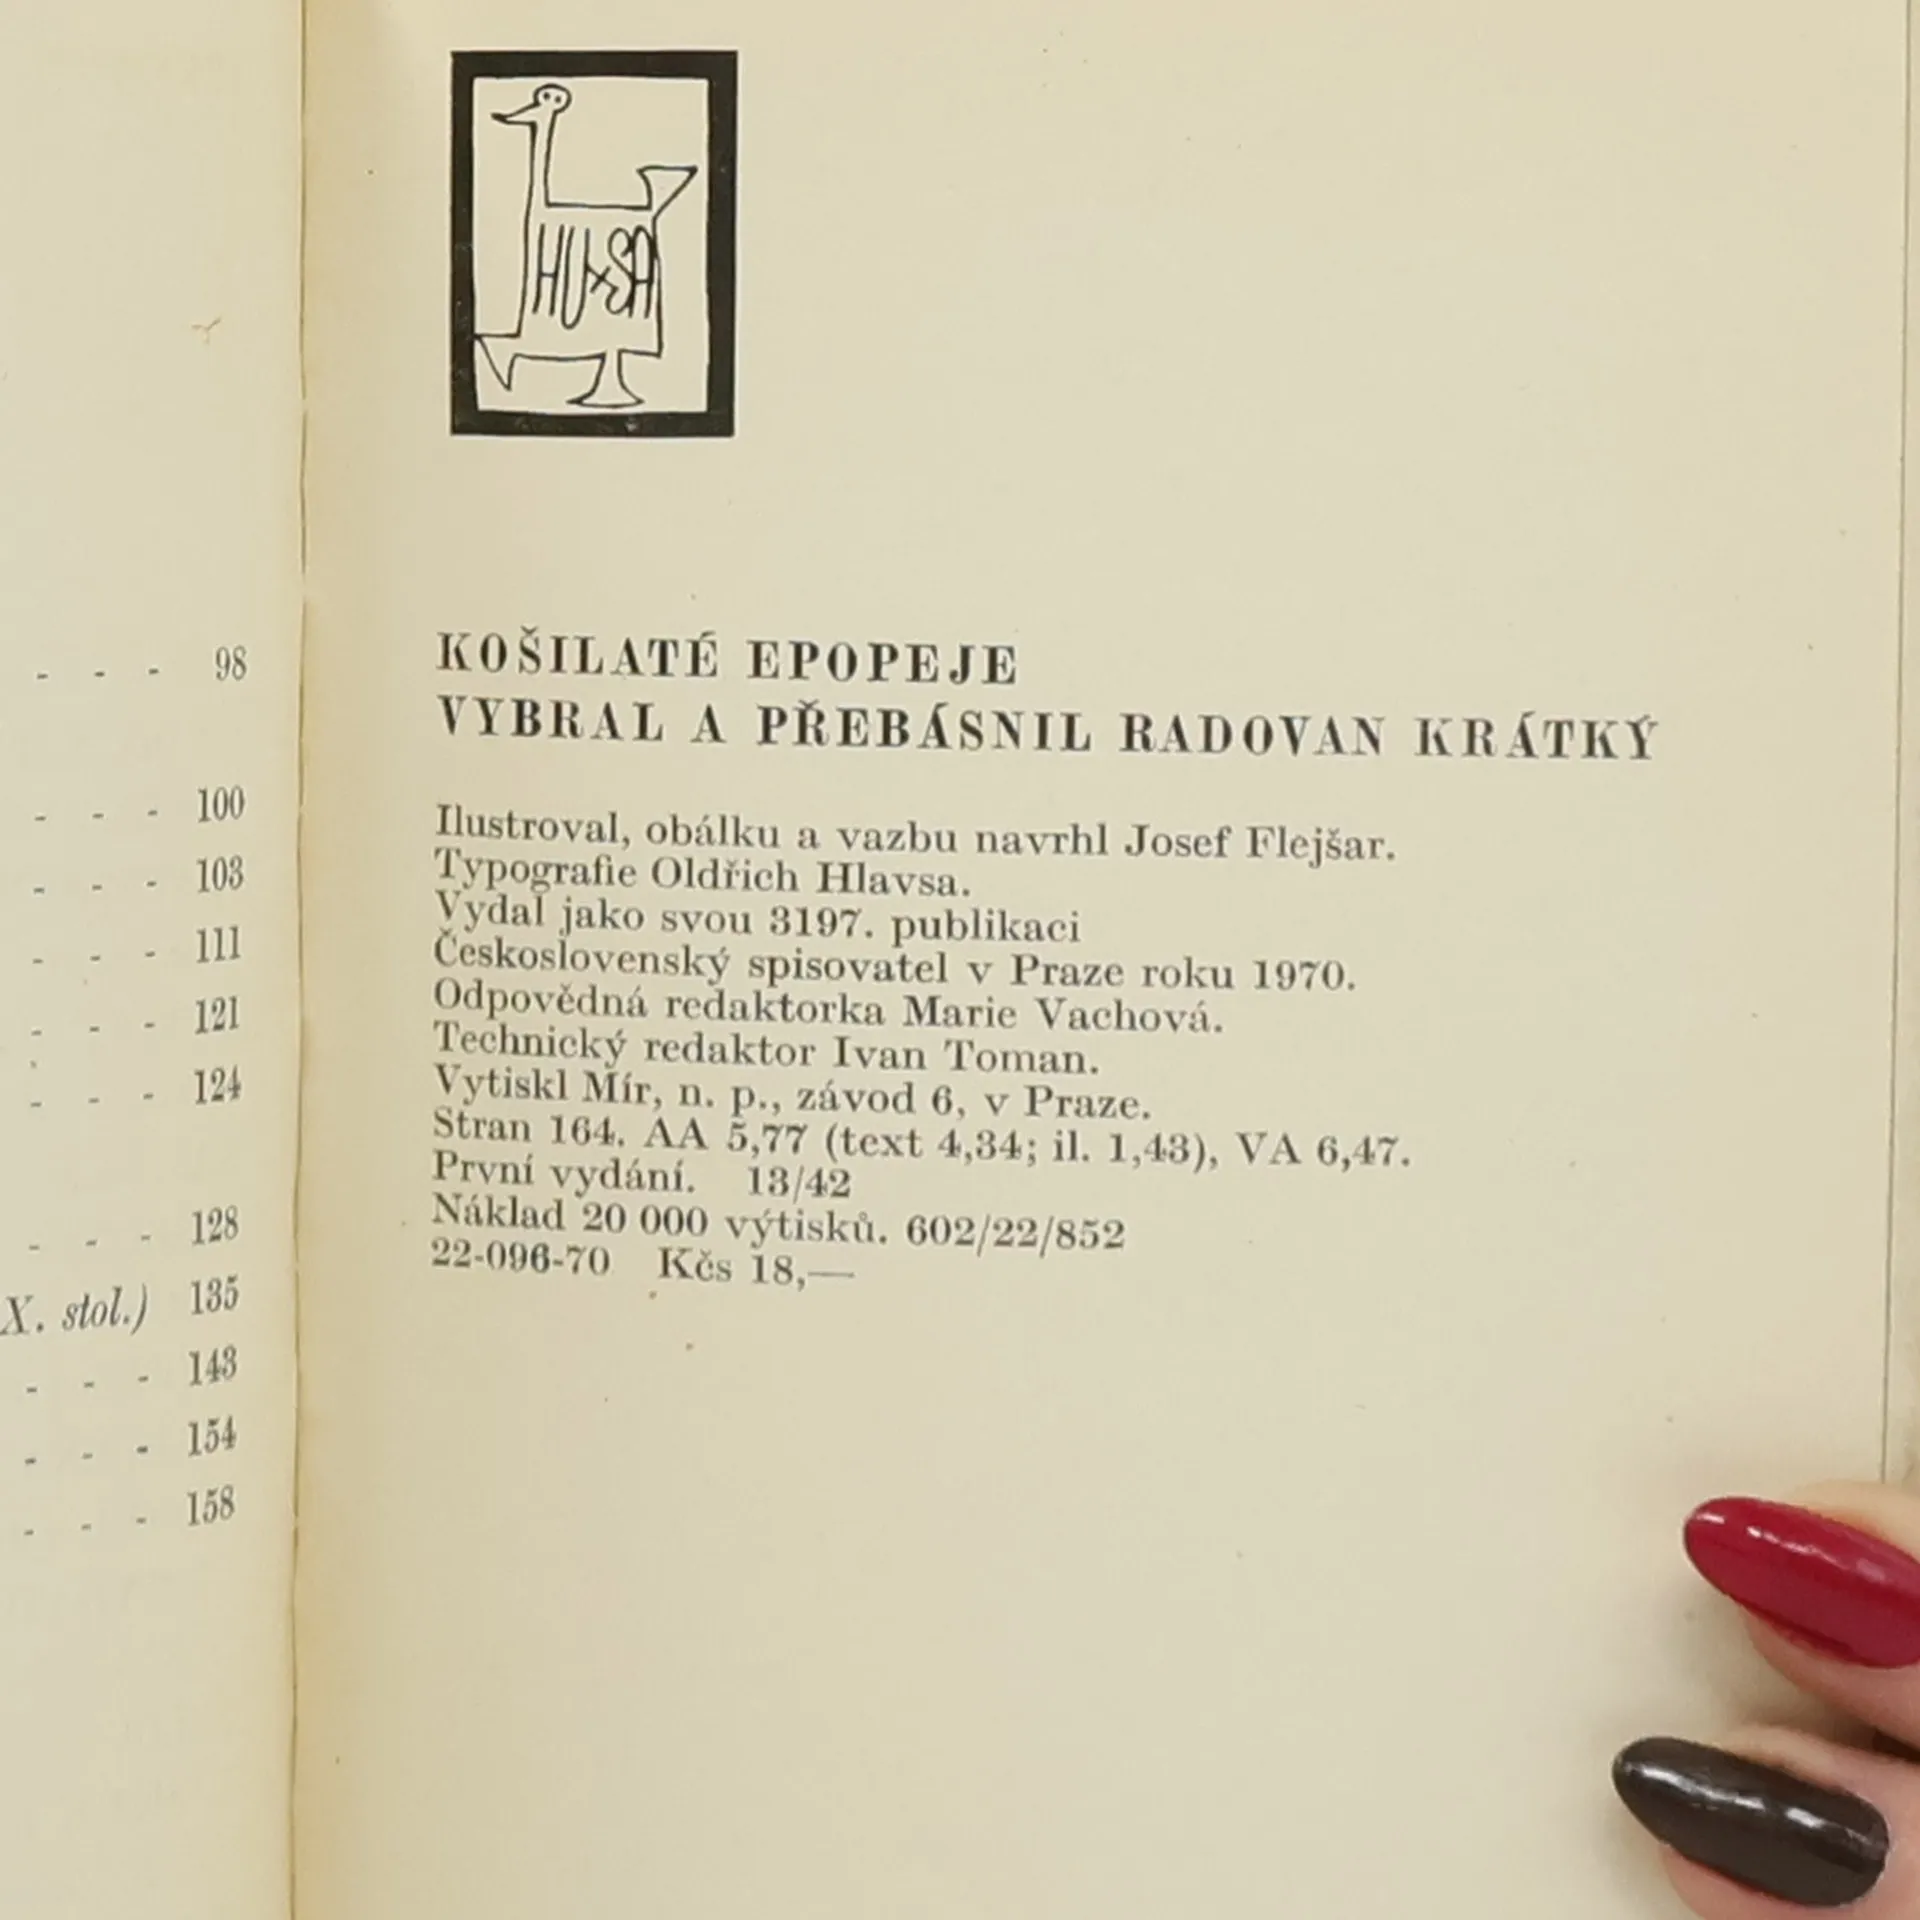 98
100
103
111
121
124
128
X. stol.) 135
143
154
158
HUSA
KOŠILATÉ EPOPEJE
VYBRAL A PŘEBÁSNIL RADOVAN KRÁTKÝ
Ilustroval, obálku a vazbu navrhl Josef Flejšar.
Typografie Oldřich Hlavsa.
Vydal jako svou 3197. publikaci
Československý spisovatel v Praze roku 1970.
Odpovědná redaktorka Marie Vachová.
Technický redaktor Ivan Toman.
Vytiskl Mír, n. p., závod 6, v Praze.
Stran 164. AA 5,77 (text 4,34; il. 1,43), VA 6,47.
První vydání. 13/42
Náklad 20 000 výtisků. 602/22/852
22-096-70 Kčs 18,—